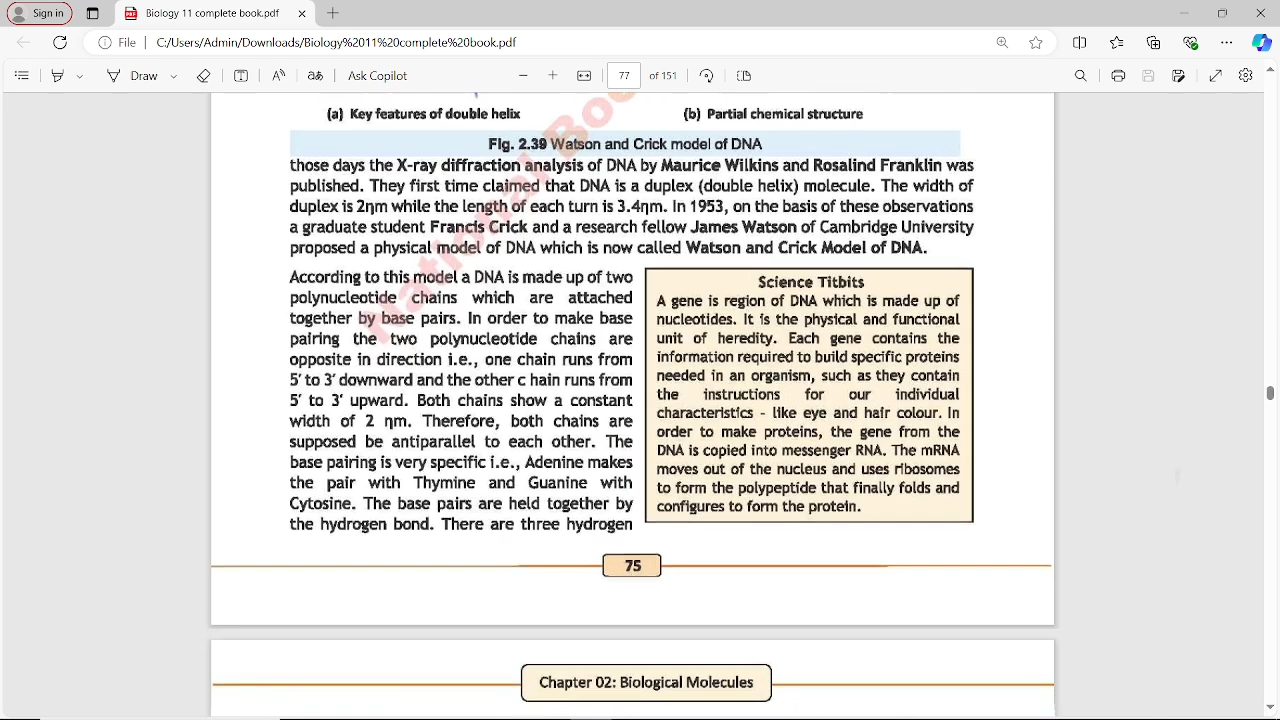 Sign in
Biology 11 complete book.pdf
File
C:/Users/Admin/Downloads/Biology%2011%20complete%20book.pdf
Draw
Ask Copilot
77
of 151
(a) Key features of double helix
(b) Partial chemical structure
Fig. 2.39 Watson and Crick model of DNA
those days the X-ray diffraction analysis of DNA by Maurice Wilkins and Rosalind Franklin was
published. They first time claimed that DNA is a duplex (double helix) molecule. The width of
duplex is 2ηm while the length of each turn is 3.4ηm. In 1953, on the basis of these observations
a graduate student Francis Crick and a research fellow James Watson of Cambridge University
proposed a physical model of DNA which is now called Watson and Crick Model of DNA.
According to this model a DNA is made up of two
polynucleotide chains which are attached
together by base pairs. In order to make base
pairing the two polynucleotide chains are
opposite in direction i.e., one chain runs from
5' to 3' downward and the other c hain runs from
5' to 3' upward. Both chains show a constant
width of 2 ηm. Therefore, both chains are
supposed be antiparallel to each other. The
base pairing is very specific i.e., Adenine makes
the pair with Thymine and Guanine with
Cytosine. The base pairs are held together by
the hydrogen bond. There are three hydrogen
Science Titbits
A gene is region of DNA which is made up of
nucleotides. It is the physical and functional
unit of heredity. Each gene contains the
information required to build specific proteins
needed in an organism, such as they contain
the instructions for our individual
characteristics - like eye and hair colour. In
order to make proteins, the gene from the
DNA is copied into messenger RNA. The mRNA
moves out of the nucleus and uses ribosomes
to form the polypeptide that finally folds and
configures to form the protein.
National
75
Chapter 02: Biological Molecules